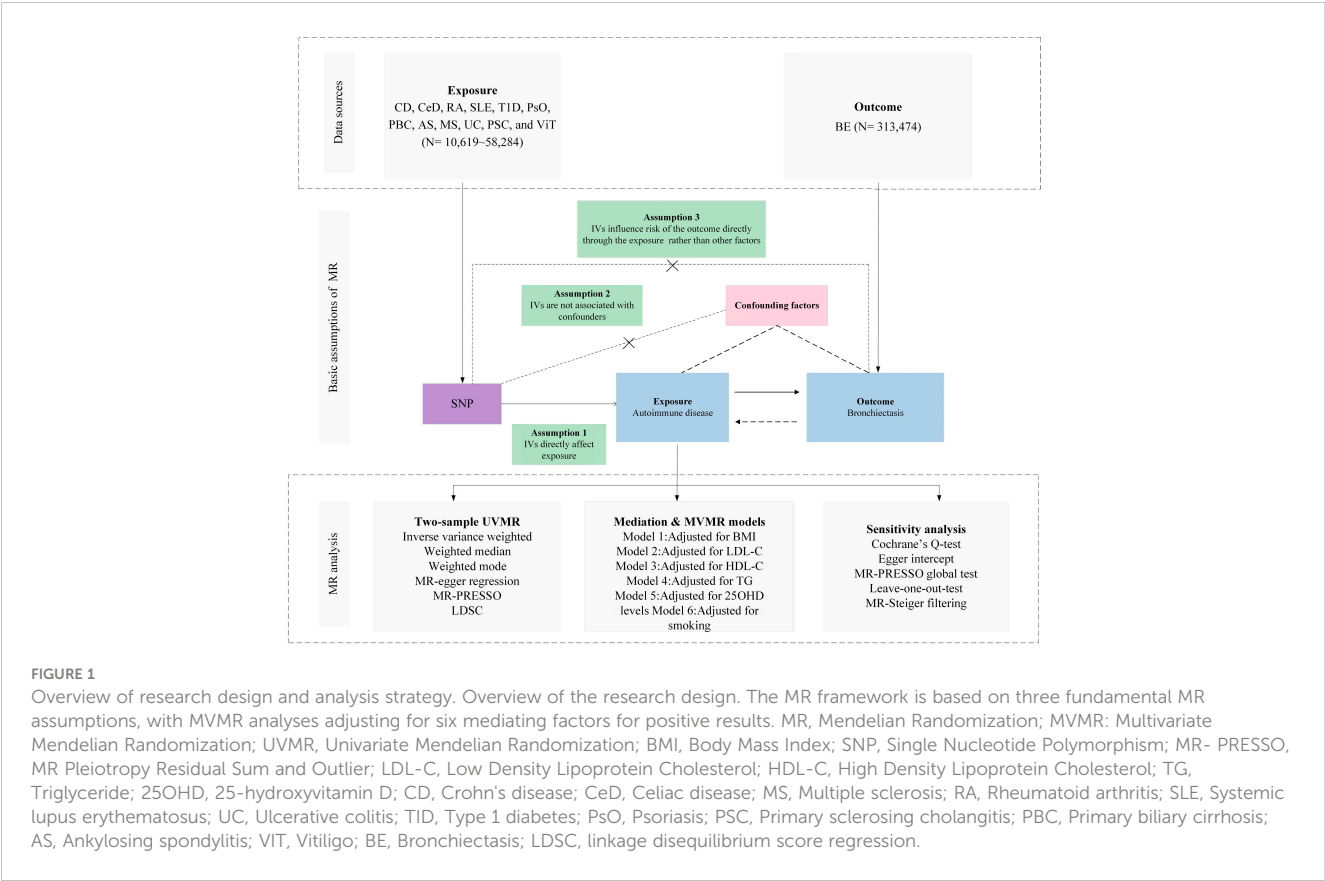 Data sources
Exposure
CD, CeD, RA, SLE, T1D, PsO,
PBC, AS, MS, UC, PSC, and ViT
(N= 10,619~58,284)
Outcome
BE (N= 313,474)
Basic assumptions of MR
Assumption 3
IVs influence risk of the outcome directly
through the exposure rather than other factors
Assumption 2
IVs are not associated with
confounders
Confounding factors
SNP
Exposure
Autoimmune disease
Outcome
Bronchiectasis
Assumption 1
IVs directly affect
exposure
MR analysis
Two-sample UVMR
Inverse variance weighted
Weighted median
Weighted mode
MR-egger regression
MR-PRESSO
LDSC
Mediation & MVMR models
Model 1:Adjusted for BMI
Model 2:Adjusted for LDL-C
Model 3:Adjusted for HDL-C
Model 4:Adjusted for TG
Model 5:Adjusted for 25OHD
levels Model 6:Adjusted for
smoking
Sensitivity analysis
Cochrane's Q-test
Egger intercept
MR-PRESSO global test
Leave-one-out-test
MR-Steiger filtering
FIGURE 1
Overview of research design and analysis strategy. Overview of the research design. The MR framework is based on three fundamental MR
assumptions, with MVMR analyses adjusting for six mediating factors for positive results. MR, Mendelian Randomization; MVMR: Multivariate
Mendelian Randomization; UVMR, Univariate Mendelian Randomization; BMI, Body Mass Index; SNP, Single Nucleotide Polymorphism; MR- PRESSO,
MR Pleiotropy Residual Sum and Outlier; LDL-C, Low Density Lipoprotein Cholesterol; HDL-C, High Density Lipoprotein Cholesterol; TG,
Triglyceride; 25OHD, 25-hydroxyvitamin D; CD, Crohn's disease; CeD, Celiac disease; MS, Multiple sclerosis; RA, Rheumatoid arthritis; SLE, Systemic
lupus erythematosus; UC, Ulcerative colitis; TID, Type 1 diabetes; PsO, Psoriasis; PSC, Primary sclerosing cholangitis; PBC, Primary biliary cirrhosis;
AS, Ankylosing spondylitis; VIT, Vitiligo; BE, Bronchiectasis; LDSC, linkage disequilibrium score regression.